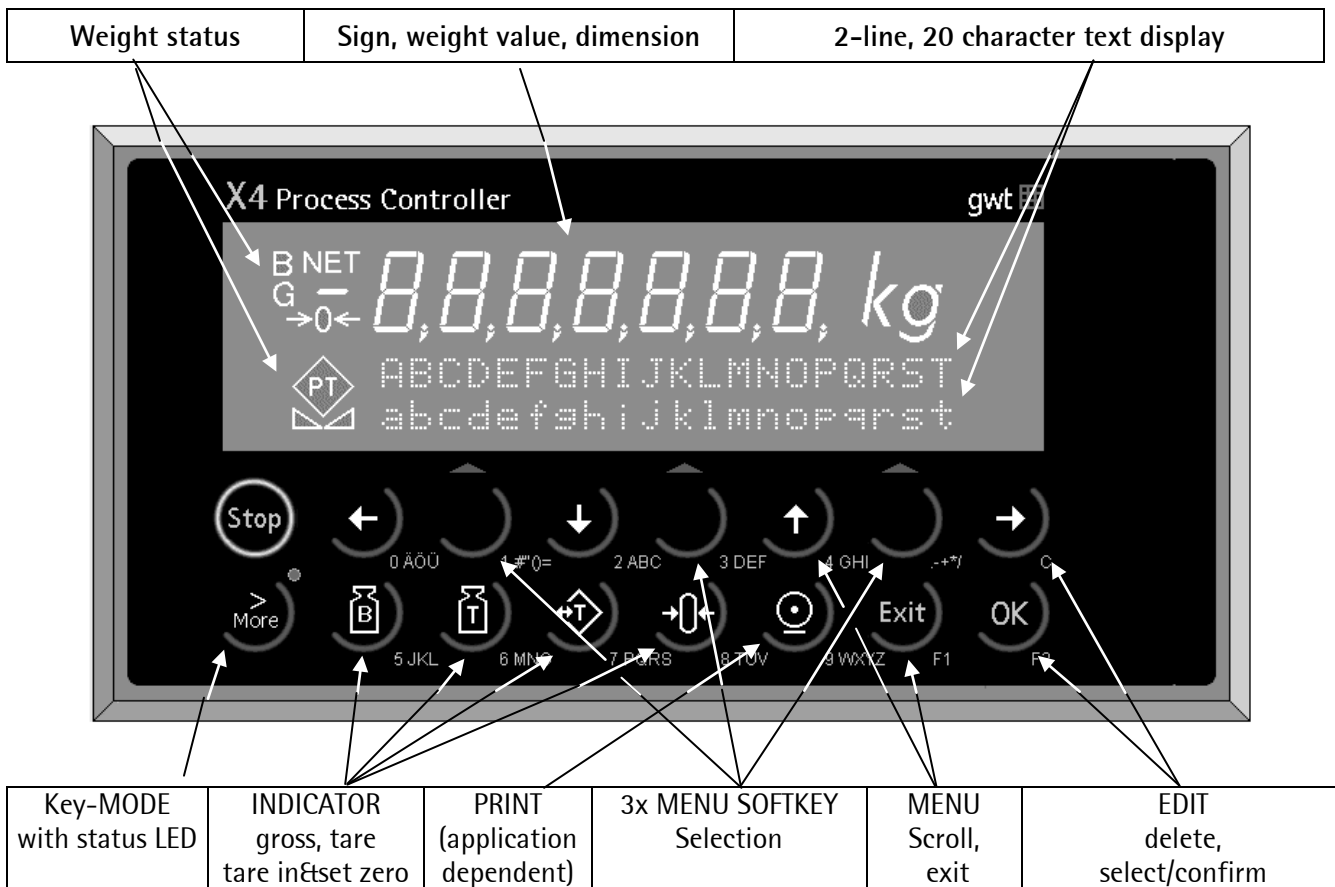 Weight status
Sign, weight value, dimension
2-line, 20 character text display
X4 Process Controller
gwt
B NET
G
→0←
8,8,8,8,8,8,8, kg
PT
ABCDEFGHIJKLMNOPQRST
abcdefghijklmnopqrst
Stop
0 ÄÖÜ
1 #"()=
2 ABC
3 DEF
4 GHI
.-+*/
C
> More
B
T
T
→0←
Exit
OK
5 JKL
6 MNO
7 PQRS
8 TUV
9 WXYZ
F1
F2
Key-MODE
with status LED
INDICATOR
gross, tare
tare in&set zero
PRINT
(application
dependent)
3x MENU SOFTKEY
Selection
MENU
Scroll,
exit
EDIT
delete,
select/confirm